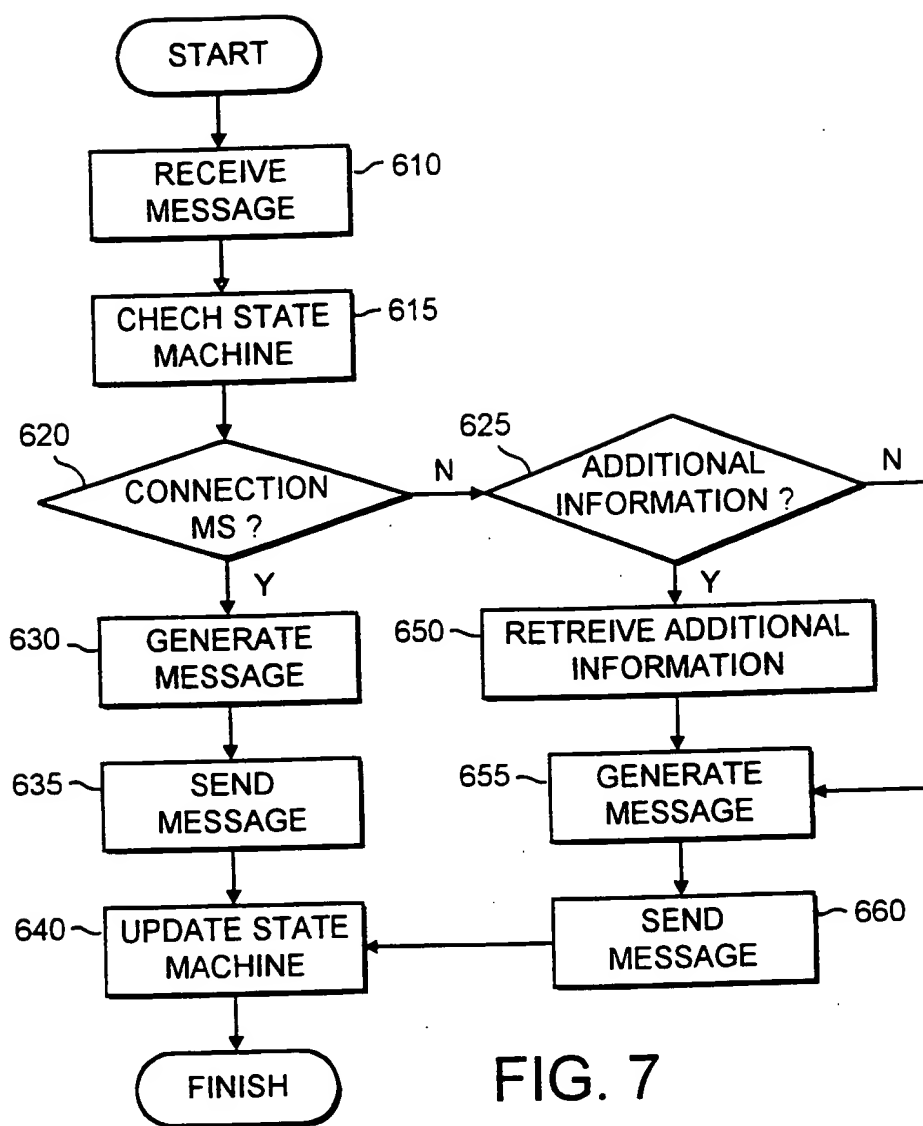 START
RECEIVE
MESSAGE
610
CHECH STATE
MACHINE
615
620
CONNECTION
MS ?
N
Y
625
ADDITIONAL
INFORMATION ?
N
Y
630
GENERATE
MESSAGE
650
RETREIVE ADDITIONAL
INFORMATION
635
SEND
MESSAGE
655
GENERATE
MESSAGE
640
UPDATE STATE
MACHINE
SEND
MESSAGE
660
FINISH
FIG. 7